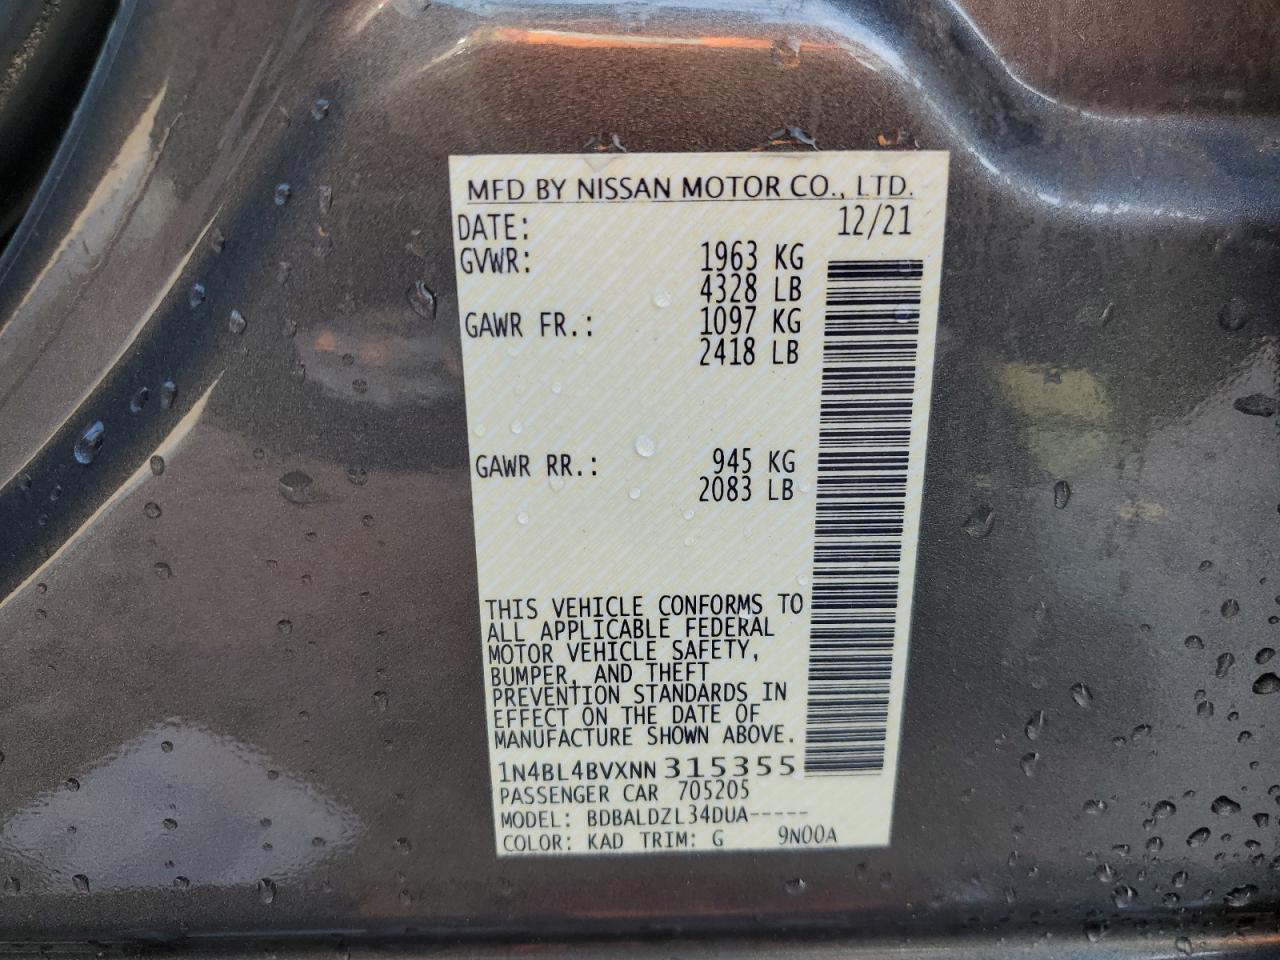 MFD BY NISSAN MOTOR CO., LTD.
DATE: 12/21
GVWR: 1963 KG
4328 LB
GAWR FR.: 1097 KG
2418 LB
GAWR RR.: 945 KG
2083 LB
THIS VEHICLE CONFORMS TO
ALL APPLICABLE FEDERAL
MOTOR VEHICLE SAFETY,
BUMPER, AND THEFT
PREVENTION STANDARDS IN
EFFECT ON THE DATE OF
MANUFACTURE SHOWN ABOVE.
1N4BL4BVXNN315355
PASSENGER CAR 705205
MODEL: BDBALDZL34DUA-----
COLOR: KAD TRIM: G 9N00A